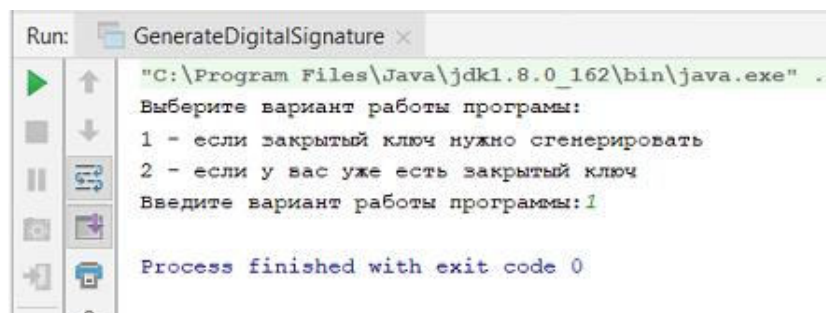 Run: GenerateDigitalSignature ×
"C:\Program Files\Java\jdk1.8.0_162\bin\java.exe" .
Выберите вариант работы програмы:
1 - если закрытый ключ нужно сгенерировать
2 - если у вас уже есть закрытый ключ
Введите вариант работы программы:1
Process finished with exit code 0